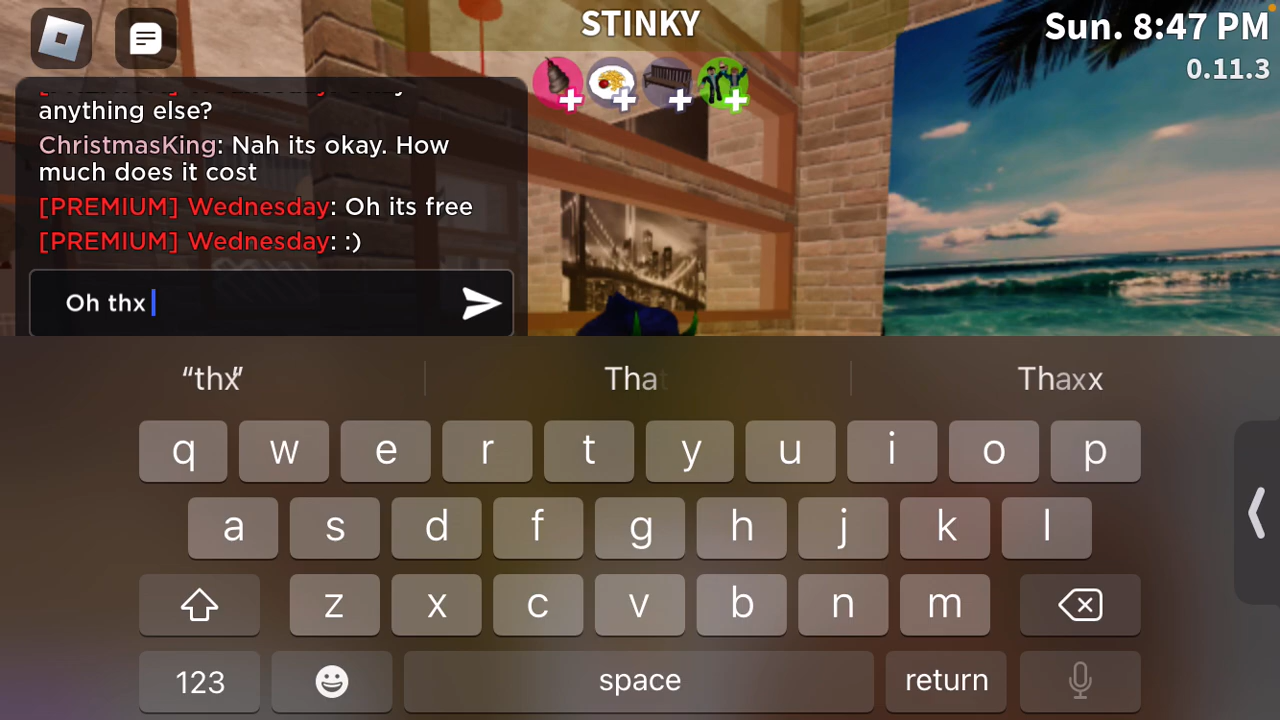 STINKY
Sun. 8:47 PM
0.11.3
anything else?
ChristmasKing: Nah its okay. How
much does it cost
[PREMIUM] Wednesday: Oh its free
[PREMIUM] Wednesday: :)
Oh thx
“thx” That Thaxx
q w e r t y u i o p
a s d f g h j k l
z x c v b n m
123 space return